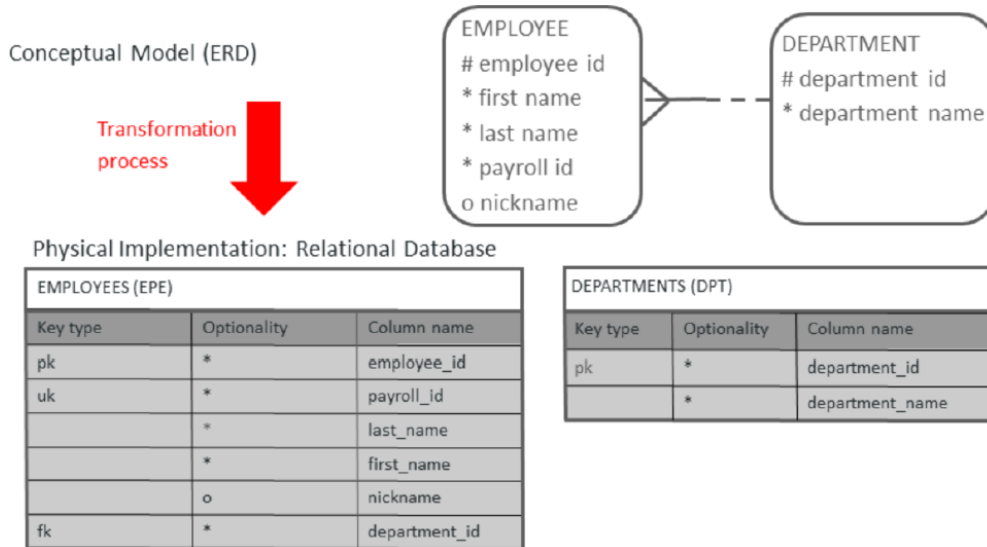 Conceptual Model (ERD)
Transformation
process
EMPLOYEE
# employee id
* first name
* last name
* payroll id
o nickname
DEPARTMENT
# department id
* department name
Physical Implementation: Relational Database
EMPLOYEES (EPE)
Key type Optionality Column name
pk * employee_id
uk * payroll_id
* last_name
* first_name
o nickname
fk * department_id
DEPARTMENTS (DPT)
Key type Optionality Column name
pk * department_id
* department_name